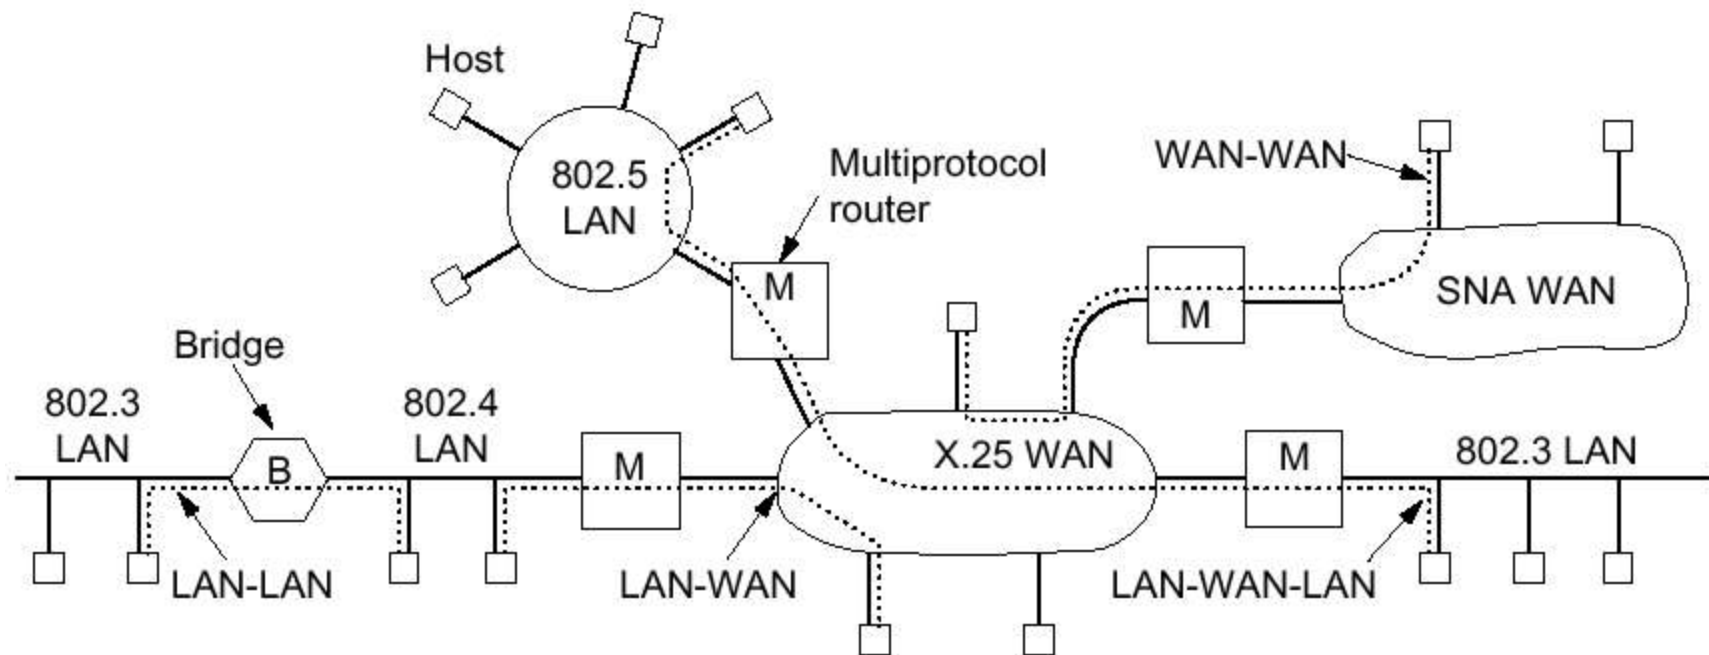 Host
802.5
LAN
Multiprotocol
router
M
WAN-WAN
SNA WAN
M
Bridge
802.3
LAN
B
802.4
LAN
M
X.25 WAN
M
802.3 LAN
LAN-LAN
LAN-WAN
LAN-WAN-LAN